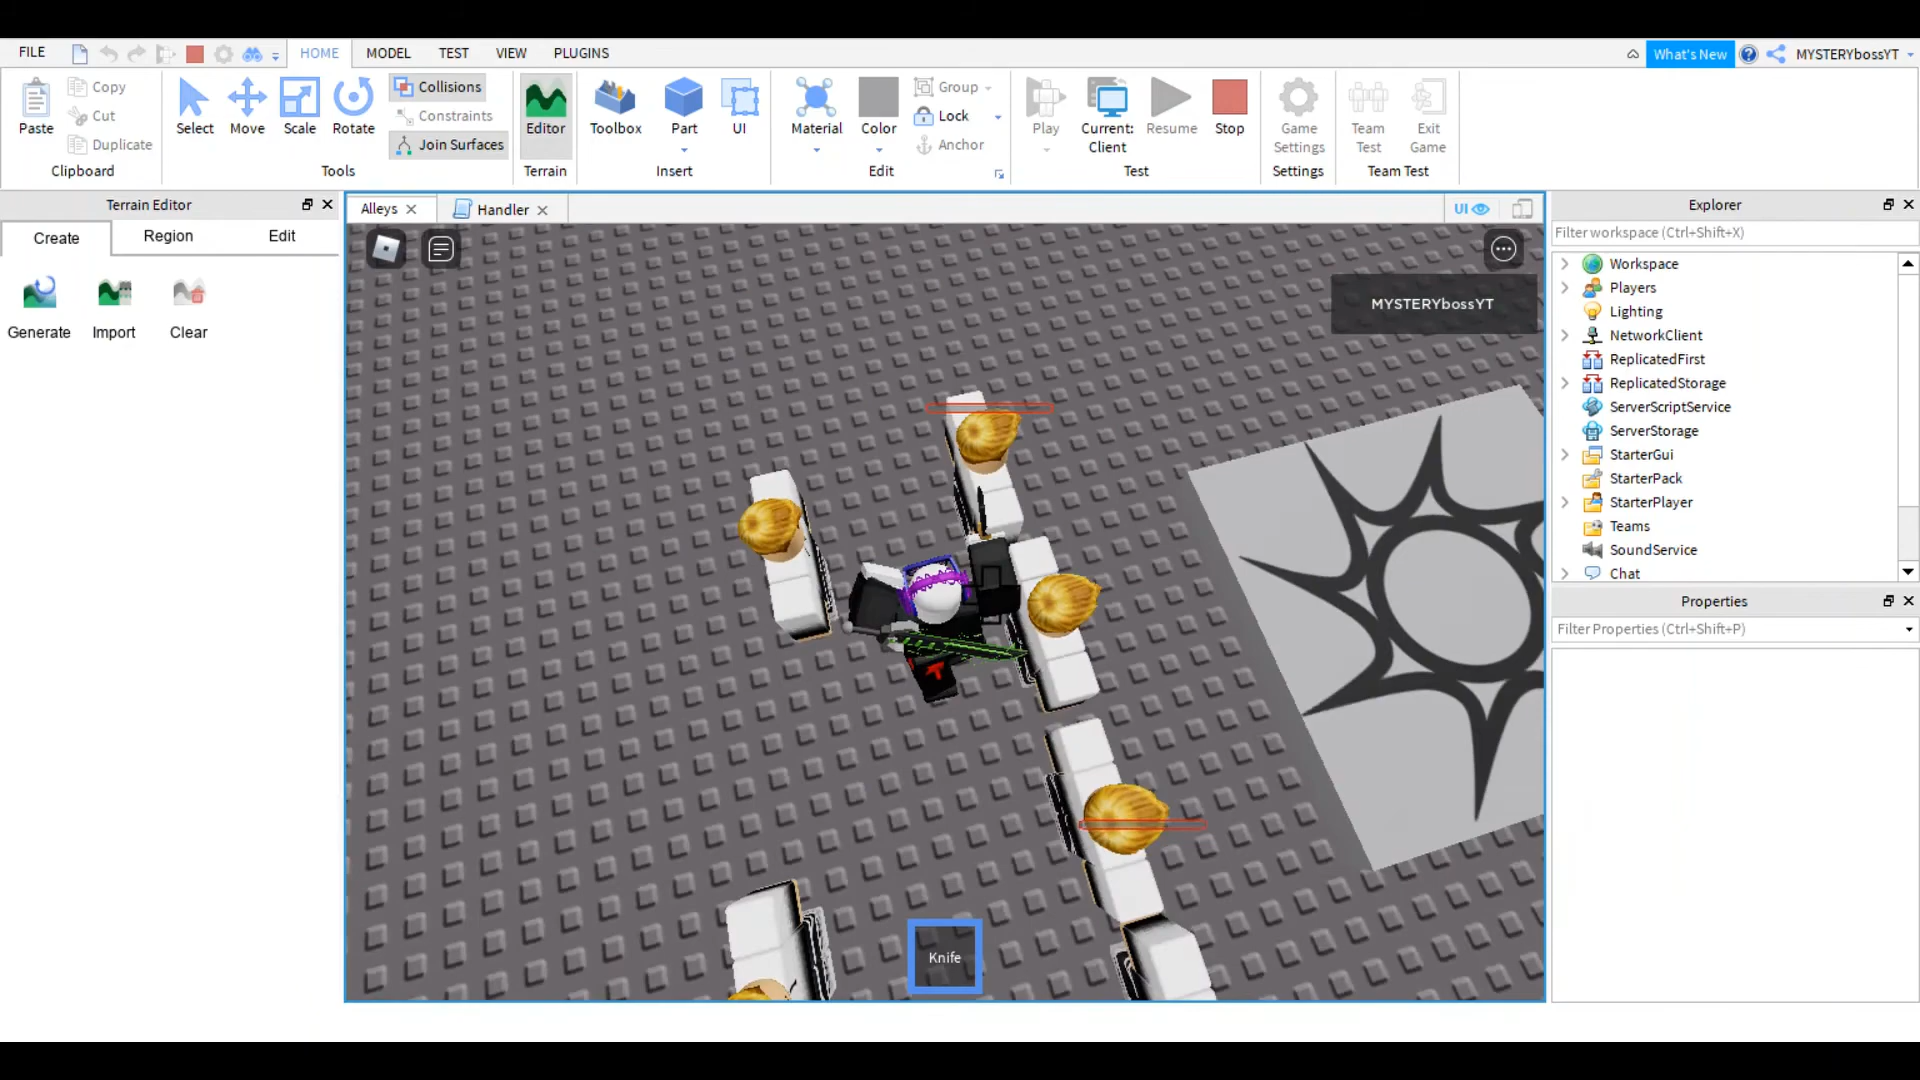 FILE
HOME
MODEL
TEST
VIEW
PLUGINS
What's New
MYSTERYbossYT
Paste
Copy
Cut
Duplicate
Clipboard
Select
Move
Scale
Rotate
Collisions
Constraints
Join Surfaces
Tools
Editor
Terrain
Toolbox
Part
UI
Insert
Material
Color
Group
Lock
Anchor
Edit
Play
Current:
Client
Resume
Stop
Test
Game
Settings
Settings
Team
Test
Exit
Game
Team Test
Terrain Editor
Create
Region
Edit
Generate
Import
Clear
Alleys
Handler
UI
MYSTERYbossYT
Knife
Explorer
Filter workspace (Ctrl+Shift+X)
Workspace
Players
Lighting
NetworkClient
ReplicatedFirst
ReplicatedStorage
ServerScriptService
ServerStorage
StarterGui
StarterPack
StarterPlayer
Teams
SoundService
Chat
Properties
Filter Properties (Ctrl+Shift+P)